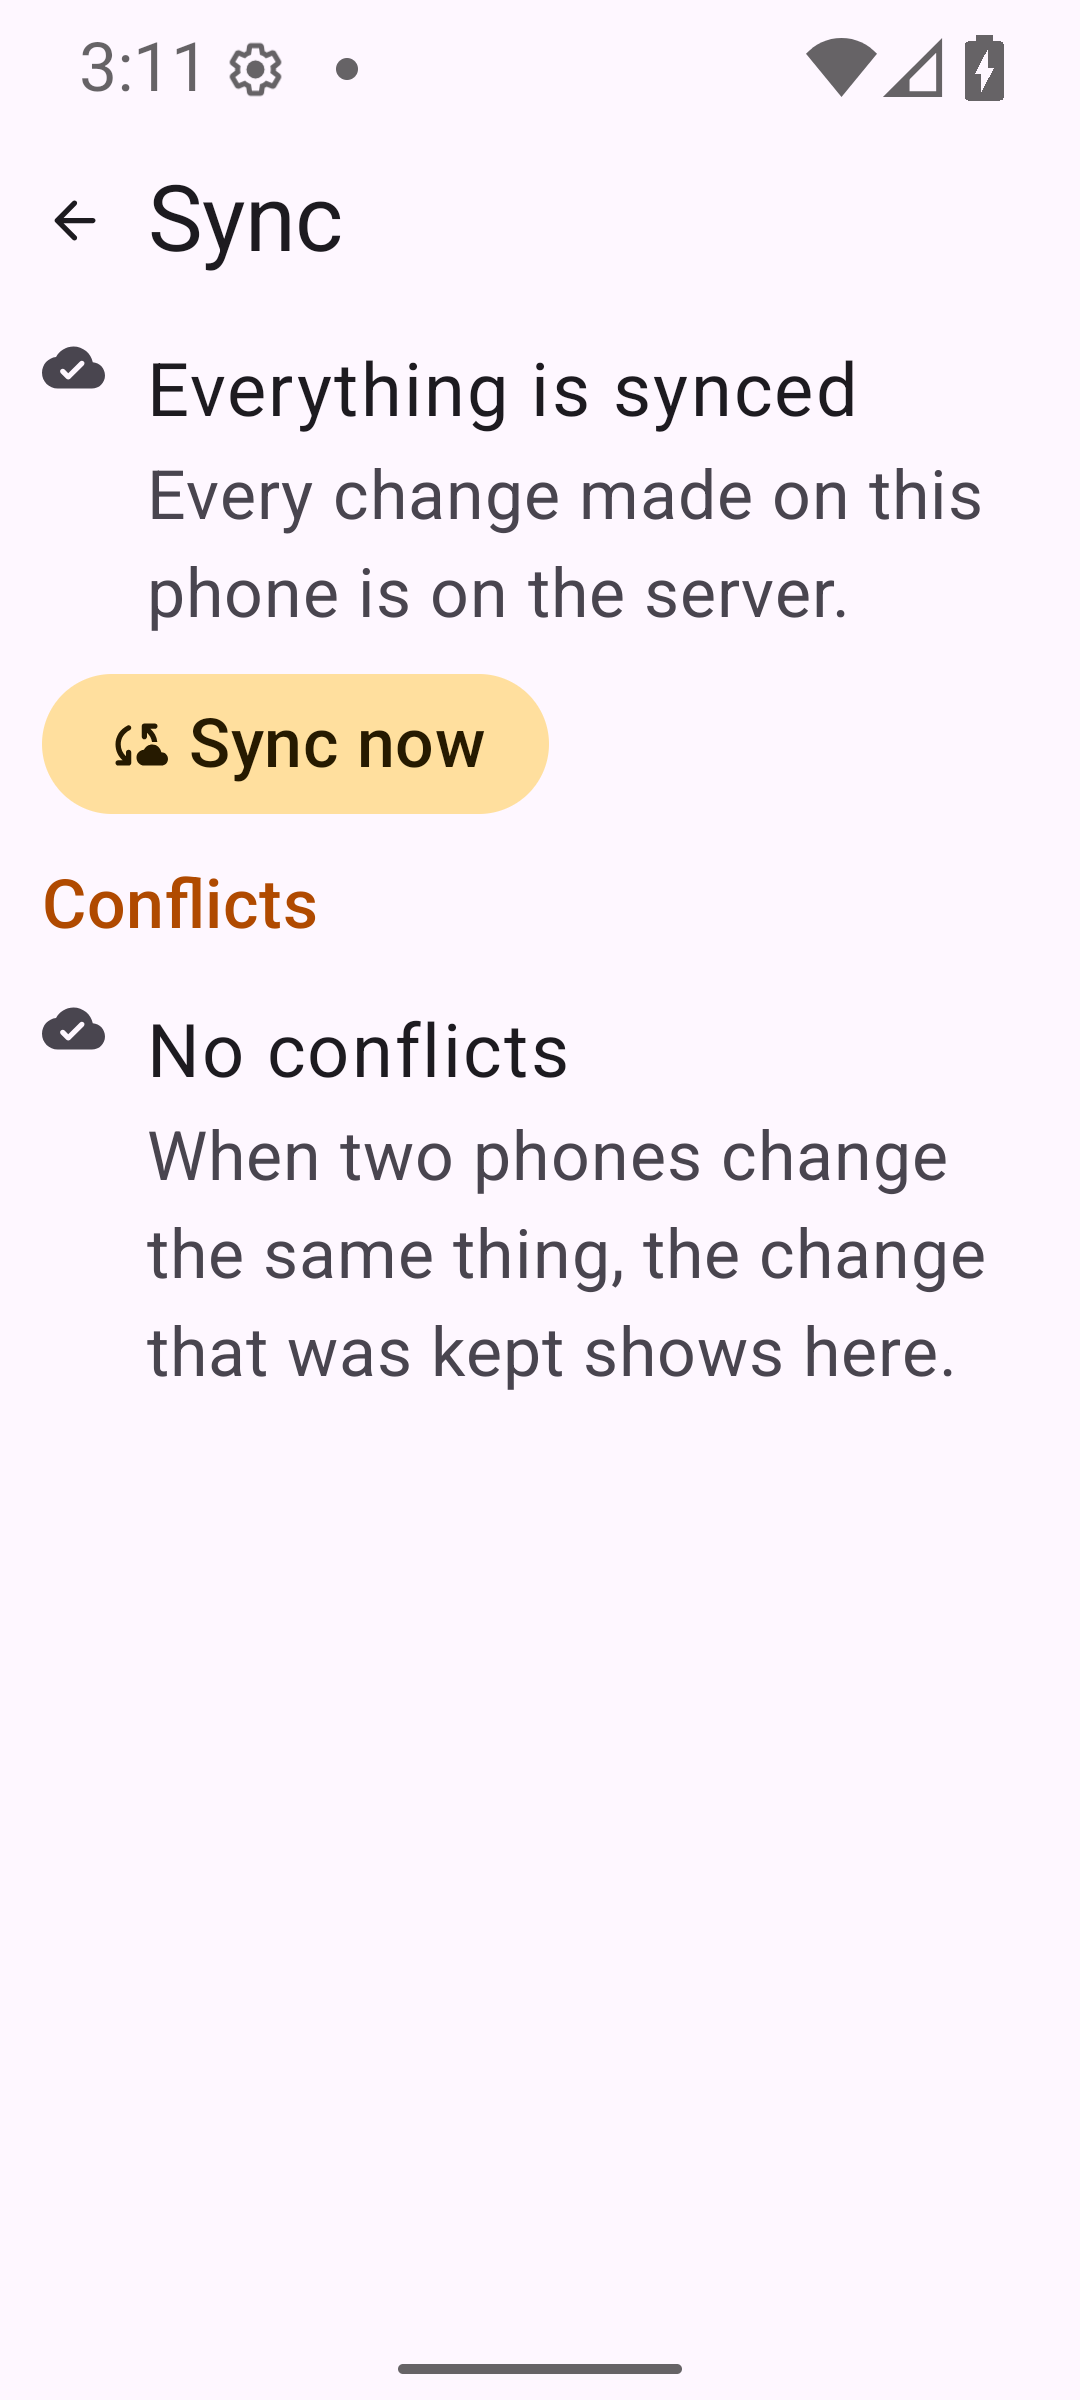 3:11
Sync
Everything is synced
Every change made on this
phone is on the server.
Sync now
Conflicts
No conflicts
When two phones change
the same thing, the change
that was kept shows here.